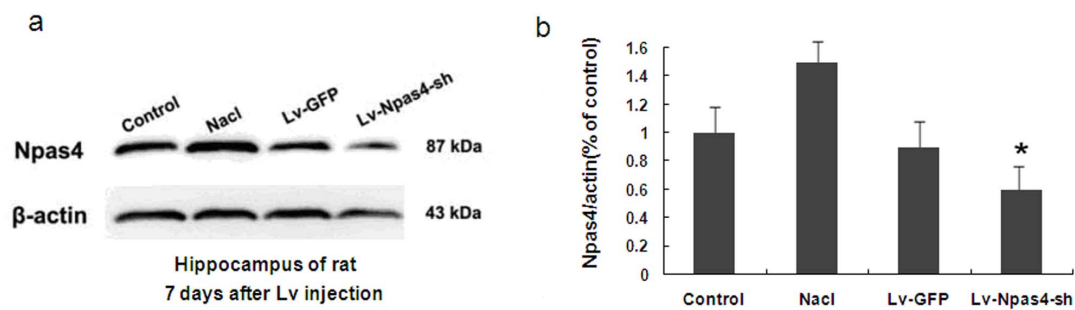 a
Control Nacl Lv-GFP Lv-Npas4-sh
Npas4 87 kDa
β-actin 43 kDa
Hippocampus of rat
7 days after Lv injection
b
Npas4/actin(% of control)
1.6
1.4
1.2
1
0.8
0.6
0.4
0.2
0
*
Control Nacl Lv-GFP Lv-Npas4-sh